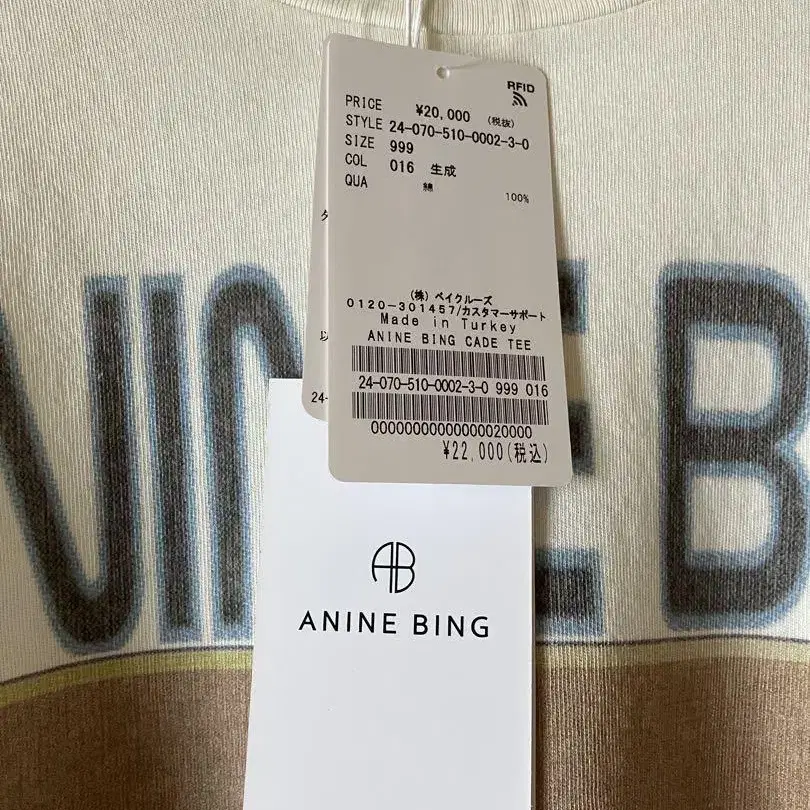 RFID
PRICE ¥20,000 (税抜)
STYLE 24-070-510-0002-3-0
SIZE 999
COL 016 生成
QUA 綿 100%
(株) ベイクルーズ
0120-301457/カスタマーサポート
Made in Turkey
ANINE BING CADE TEE
24-070-510-0002-3-0 999 016
00000000000000020000
¥22,000(税込)
24-
AB
ANINE BING